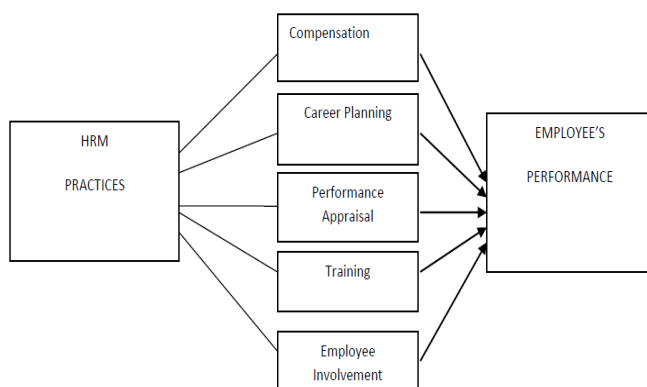 Compensation
Career Planning
HRM
PRACTICES
EMPLOYEE'S
PERFORMANCE
Performance
Appraisal
Training
Employee
Involvement